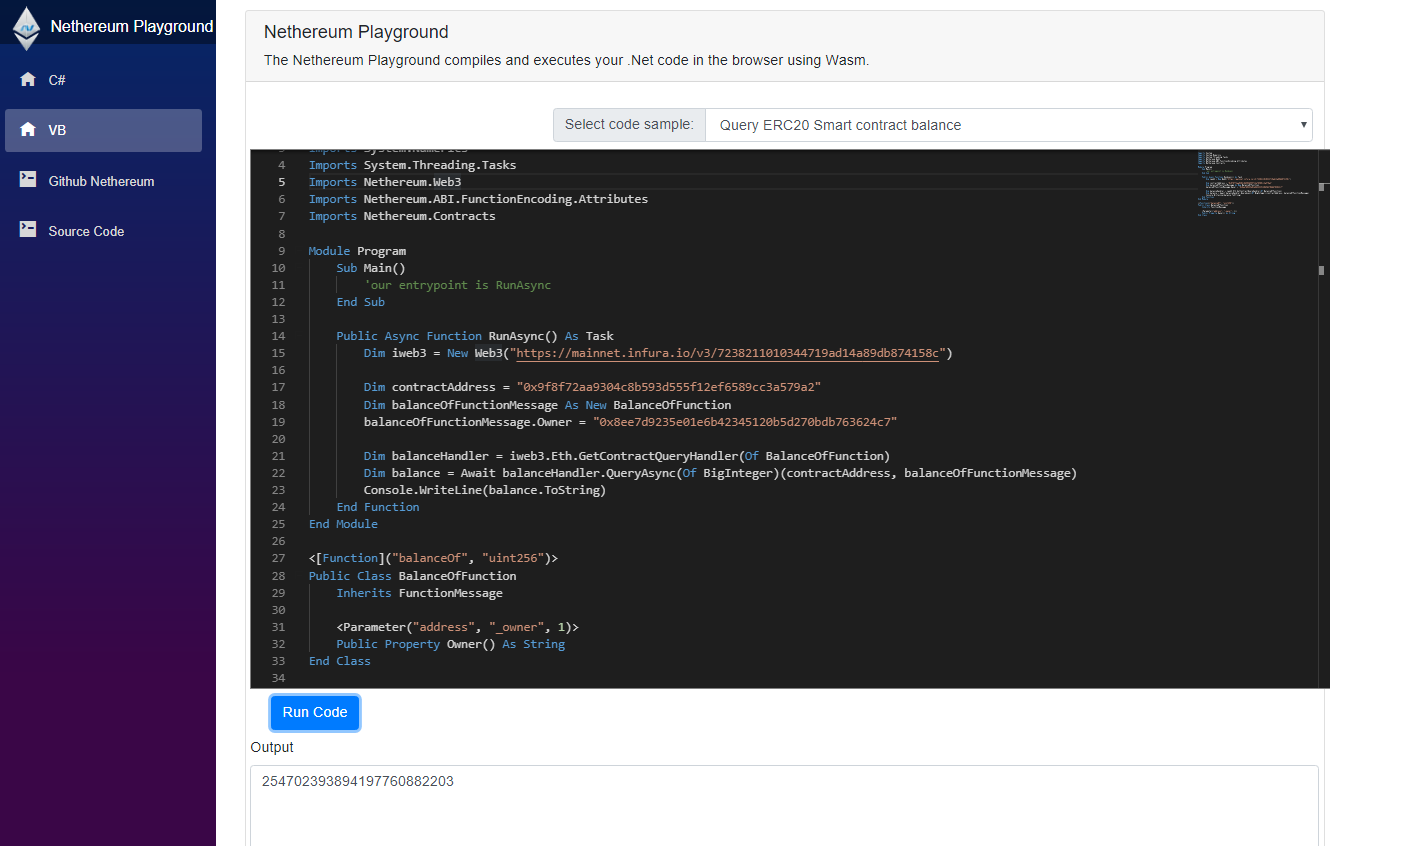 Nethereum Playground
C#
VB
Github Nethereum
Source Code
Nethereum Playground
The Nethereum Playground compiles and executes your .Net code in the browser using Wasm.
Select code sample: Query ERC20 Smart contract balance
4 Imports System.Threading.Tasks
5 Imports Nethereum.Web3
6 Imports Nethereum.ABI.FunctionEncoding.Attributes
7 Imports Nethereum.Contracts
8
9 Module Program
10 Sub Main()
11 'our entrypoint is RunAsync
12 End Sub
13
14 Public Async Function RunAsync() As Task
15 Dim iweb3 = New Web3("https://mainnet.infura.io/v3/7238211010344719ad14a89db874158c")
16
17 Dim contractAddress = "0x9f8f72aa9304c8b593d555f12ef6589cc3a579a2"
18 Dim balanceOfFunctionMessage As New BalanceOfFunction
19 balanceOfFunctionMessage.Owner = "0x8ee7d9235e01e6b42345120b5d270bdb763624c7"
20
21 Dim balanceHandler = iweb3.Eth.GetContractQueryHandler(Of BalanceOfFunction)
22 Dim balance = Await balanceHandler.QueryAsync(Of BigInteger)(contractAddress, balanceOfFunctionMessage)
23 Console.WriteLine(balance.ToString)
24 End Function
25 End Module
26
27 <[Function]("balanceOf", "uint256")>
28 Public Class BalanceOfFunction
29 Inherits FunctionMessage
30
31 <Parameter("address", "_owner", 1)>
32 Public Property Owner() As String
33 End Class
34
Run Code
Output
254702393894197760882203